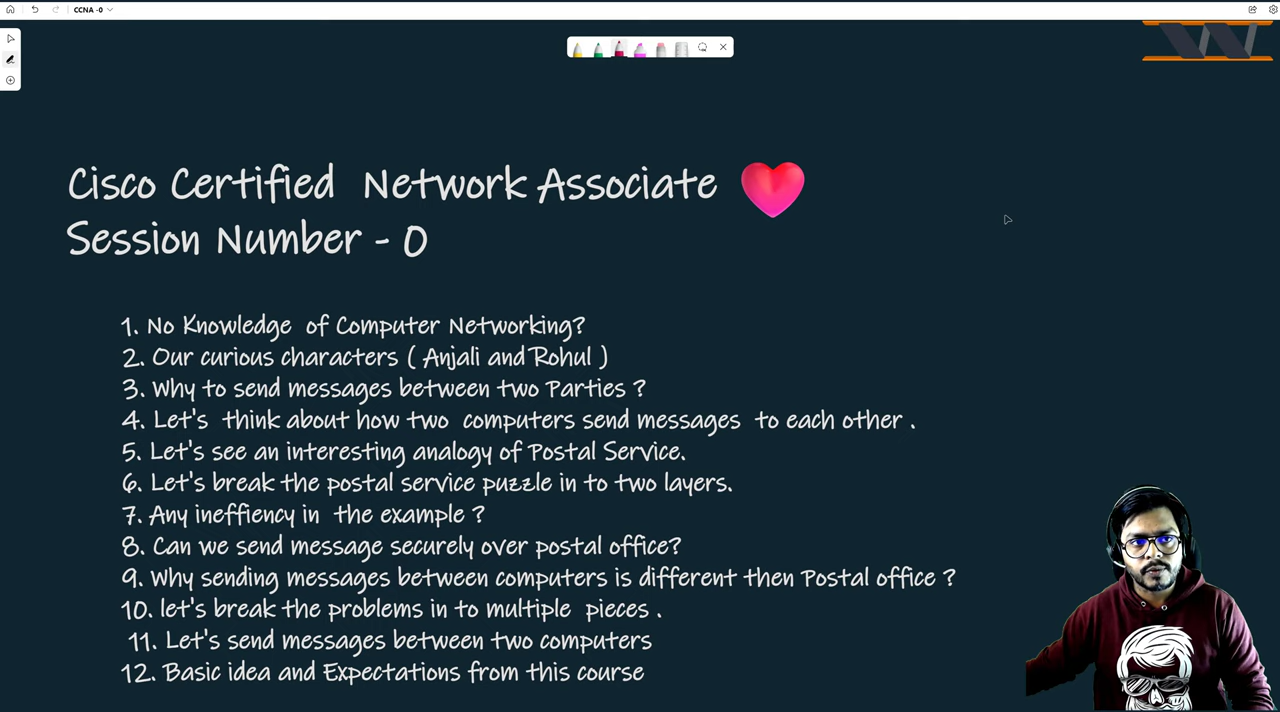 CCNA -0
Cisco Certified Network Associate
Session Number - 0
1. No Knowledge of Computer Networking?
2. Our curious characters ( Anjali and Rohul )
3. Why to send messages between two Parties ?
4. Let's think about how two computers send messages to each other .
5. Let's see an interesting analogy of Postal Service.
6. Let's break the postal service puzzle in to two layers.
7. Any ineffiency in the example ?
8. Can we send message securely over postal office?
9. Why sending messages between computers is different then Postal office ?
10. let's break the problems in to multiple pieces .
11. Let's send messages between two computers
12. Basic idea and Expectations from this course